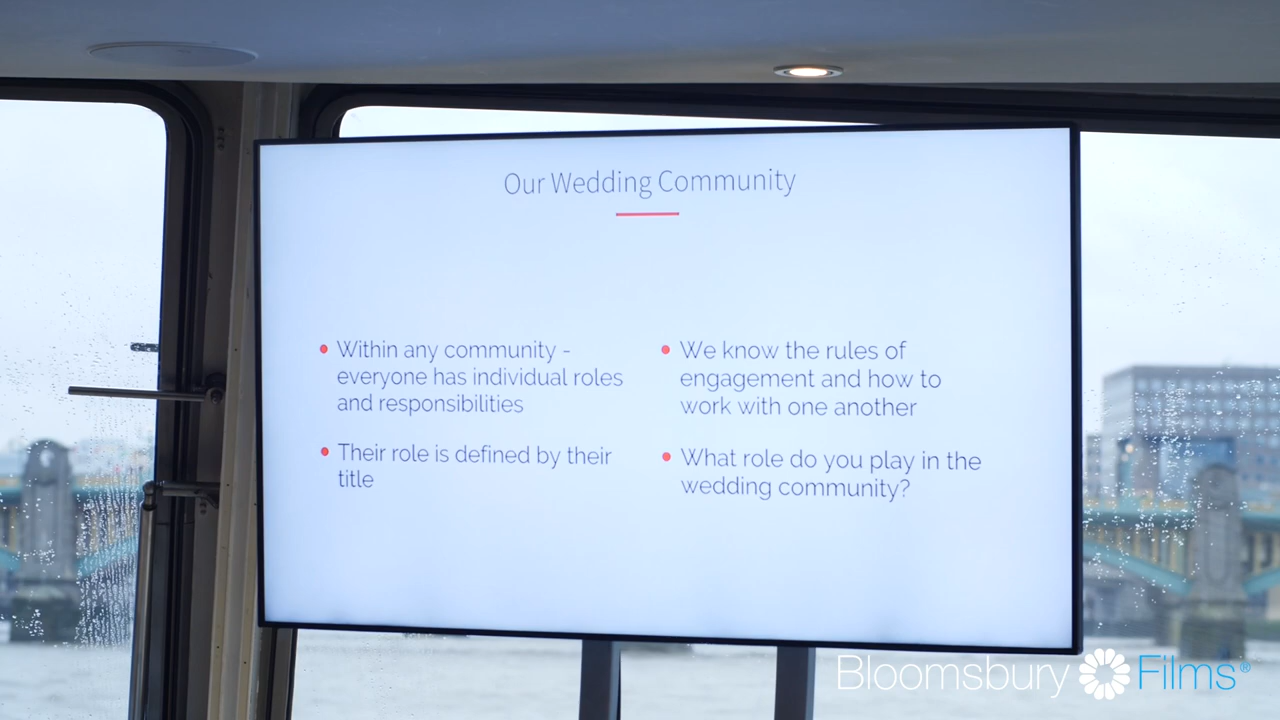 Our Wedding Community
Within any community -
everyone has individual roles
and responsibilities
Their role is defined by their
title
We know the rules of
engagement and how to
work with one another
What role do you play in the
wedding community?
Bloomsbury Films®